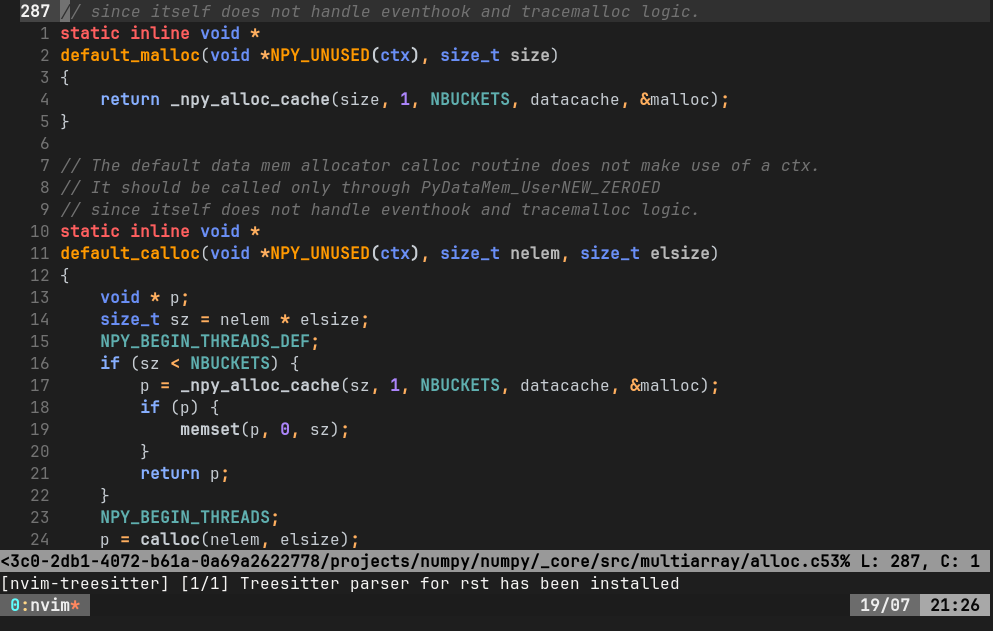 287 // since itself does not handle eventhook and tracemalloc logic.
1 static inline void *
2 default_malloc(void *NPY_UNUSED(ctx), size_t size)
3 {
4     return _npy_alloc_cache(size, 1, NBUCKETS, datacache, &malloc);
5 }
6
7 // The default data mem allocator calloc routine does not make use of a ctx.
8 // It should be called only through PyDataMem_UserNEW_ZEROED
9 // since itself does not handle eventhook and tracemalloc logic.
10 static inline void *
11 default_calloc(void *NPY_UNUSED(ctx), size_t nelem, size_t elsize)
12 {
13     void * p;
14     size_t sz = nelem * elsize;
15     NPY_BEGIN_THREADS_DEF;
16     if (sz < NBUCKETS) {
17         p = _npy_alloc_cache(sz, 1, NBUCKETS, datacache, &malloc);
18         if (p) {
19             memset(p, 0, sz);
20         }
21         return p;
22     }
23     NPY_BEGIN_THREADS;
24     p = calloc(nelem, elsize);
<3c0-2db1-4072-b61a-0a69a2622778/projects/numpy/numpy/_core/src/multiarray/alloc.c53% L: 287, C: 1
[nvim-treesitter] [1/1] Treesitter parser for rst has been installed
0:nvim* 19/07 21:26